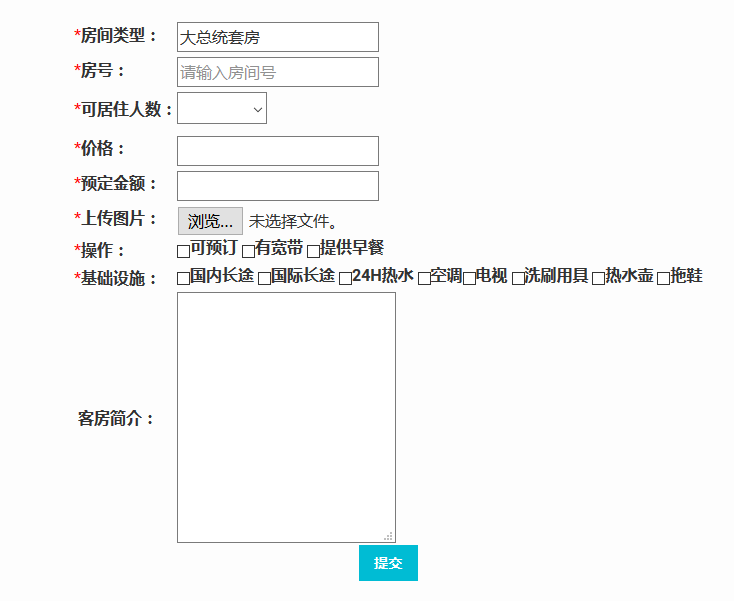 *房间类型： 大总统套房
*房号： 请输入房间号
*可居住人数：
*价格：
*预定金额：
*上传图片： 浏览... 未选择文件。
*操作： 可预订 有宽带 提供早餐
*基础设施： 国内长途 国际长途 24H热水 空调 电视 洗刷用具 热水壶 拖鞋
客房简介：
提交